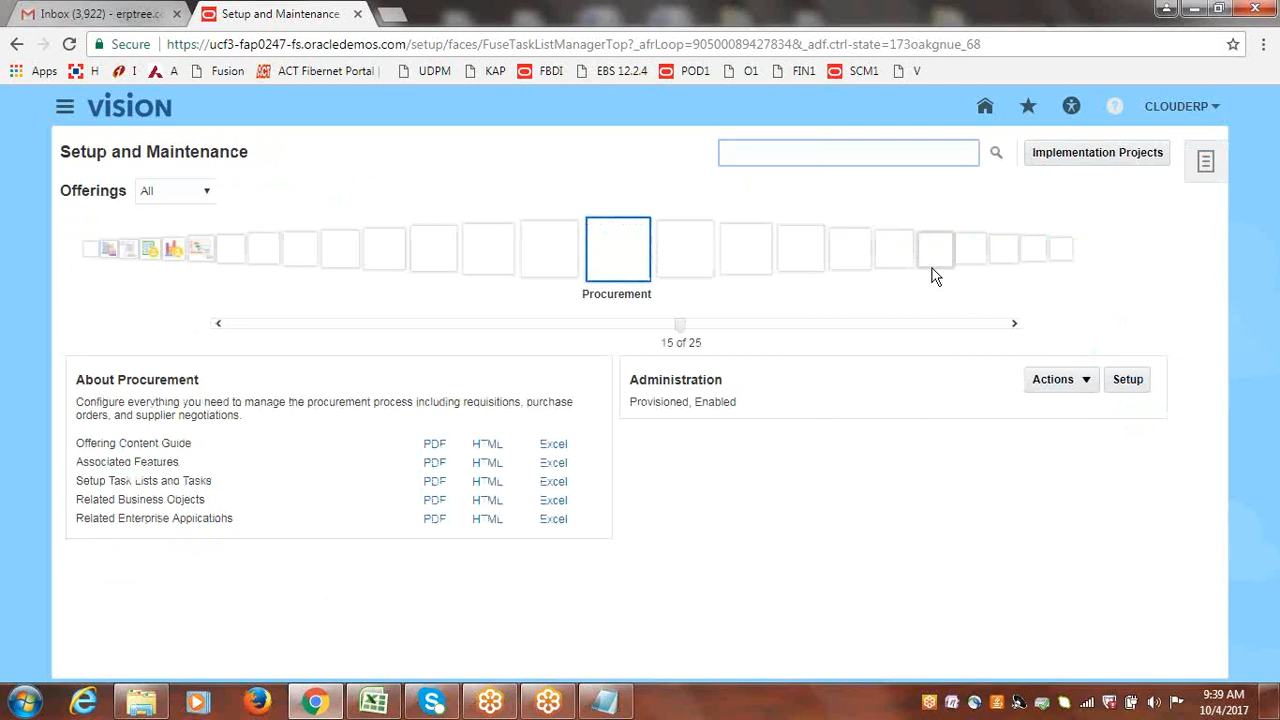 Inbox (3,922) - erptree.c
Setup and Maintenance
Secure
https://ucf3-fap0247-fs.oracledemos.com/setup/faces/FuseTaskListManagerTop?_afrLoop=90500089427834&_adf.ctrl-state=173oakgnue_68
Apps H I A Fusion ACT Fibernet Portal UDPM KAP FBDI EBS 12.2.4 POD1 O1 FIN1 SCM1 V
VISION
CLOUDERP
Setup and Maintenance
Implementation Projects
Offerings All
Procurement
15 of 25
About Procurement
Configure everything you need to manage the procurement process including requisitions, purchase
orders, and supplier negotiations.
Offering Content Guide PDF HTML Excel
Associated Features PDF HTML Excel
Setup Task Lists and Tasks PDF HTML Excel
Related Business Objects PDF HTML Excel
Related Enterprise Applications PDF HTML Excel
Administration
Actions Setup
Provisioned, Enabled
9:39 AM
10/4/2017